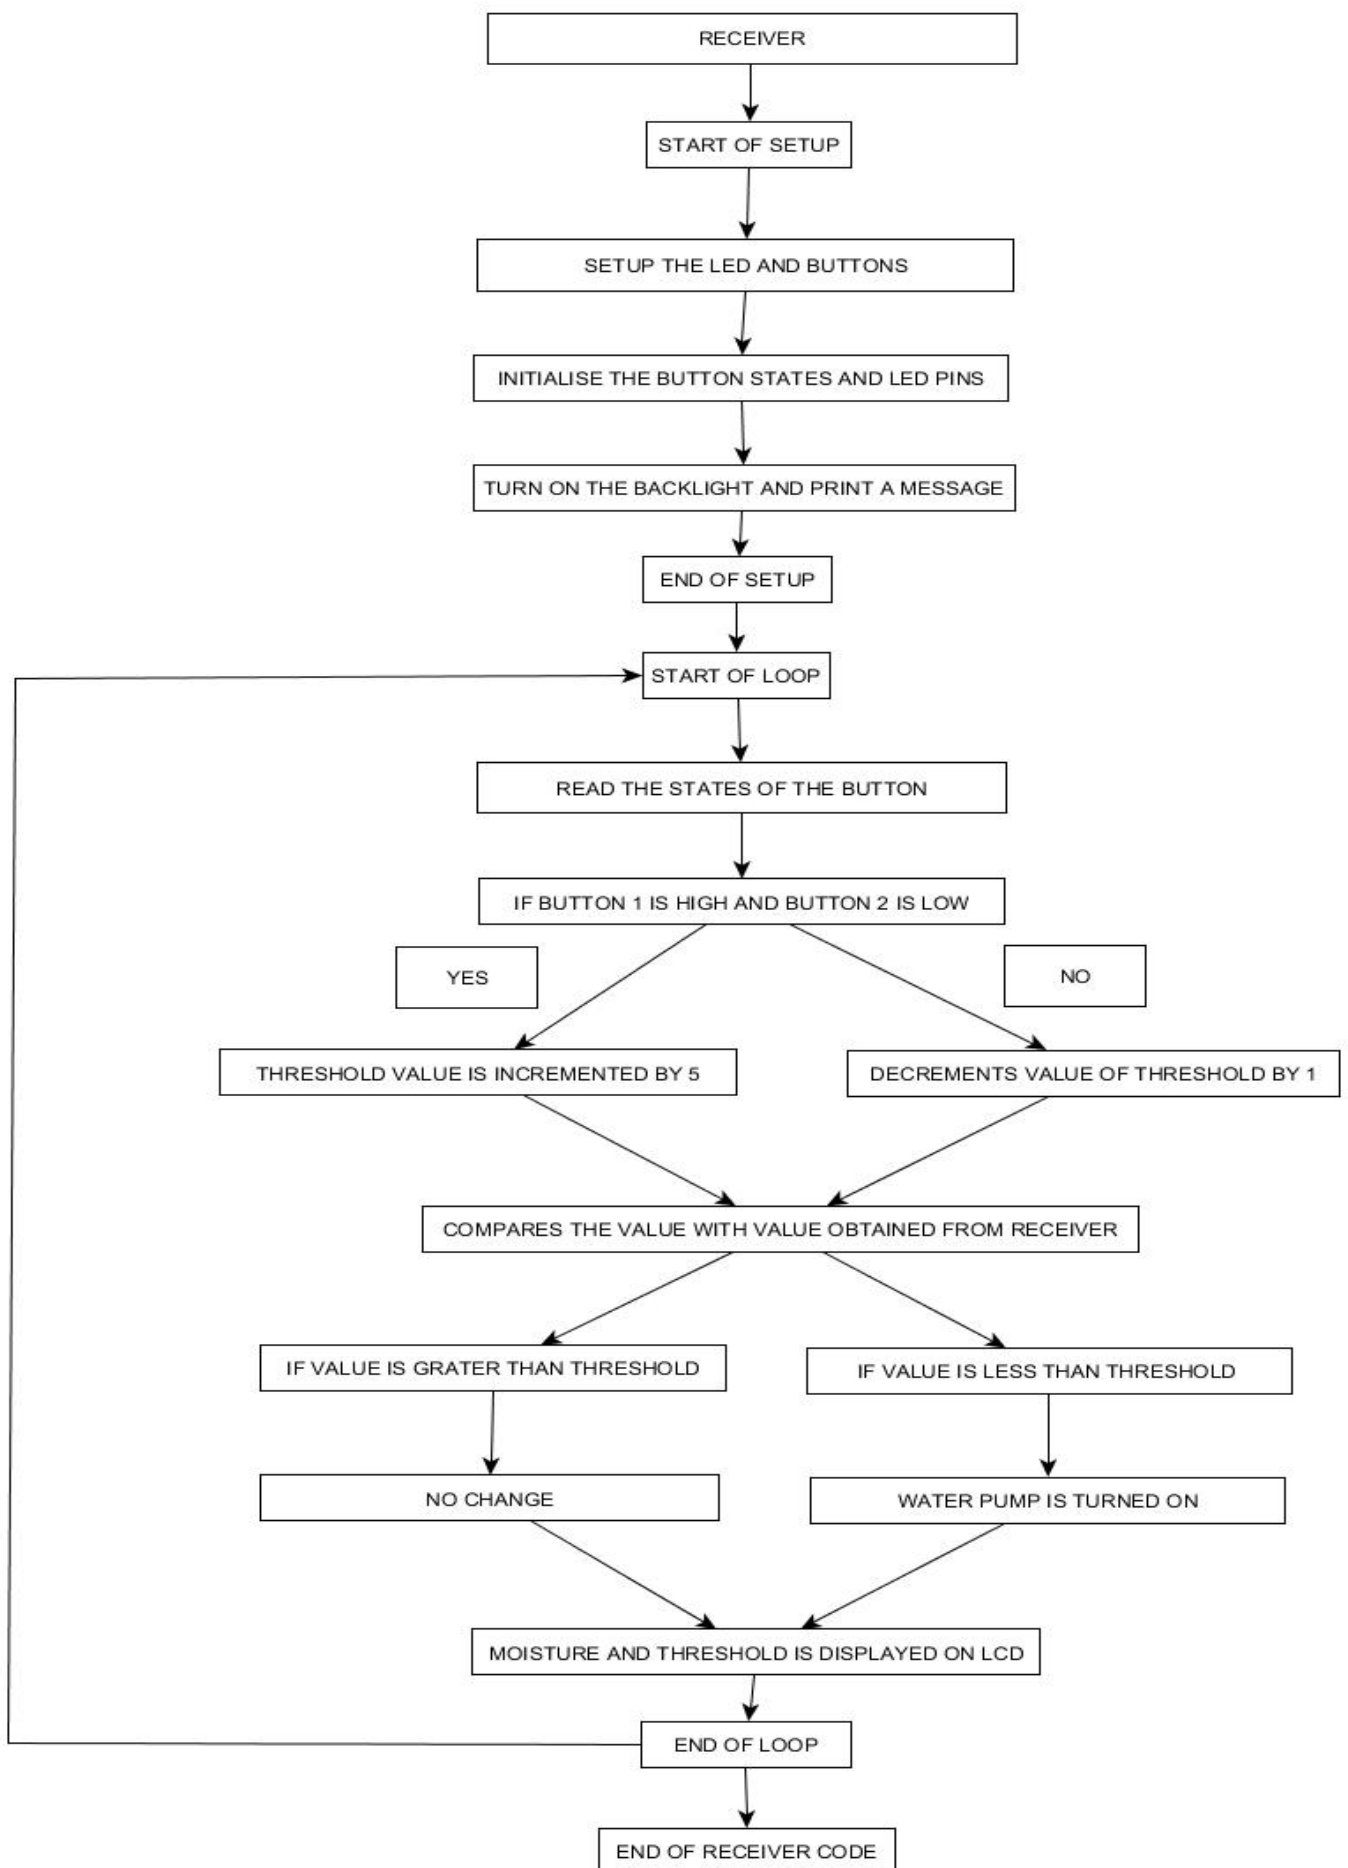 RECEIVER
START OF SETUP
SETUP THE LED AND BUTTONS
INITIALISE THE BUTTON STATES AND LED PINS
TURN ON THE BACKLIGHT AND PRINT A MESSAGE
END OF SETUP
START OF LOOP
READ THE STATES OF THE BUTTON
IF BUTTON 1 IS HIGH AND BUTTON 2 IS LOW
YES
NO
THRESHOLD VALUE IS INCREMENTED BY 5
DECREMENTS VALUE OF THRESHOLD BY 1
COMPARES THE VALUE WITH VALUE OBTAINED FROM RECEIVER
IF VALUE IS GRATER THAN THRESHOLD
IF VALUE IS LESS THAN THRESHOLD
NO CHANGE
WATER PUMP IS TURNED ON
MOISTURE AND THRESHOLD IS DISPLAYED ON LCD
END OF LOOP
END OF RECEIVER CODE